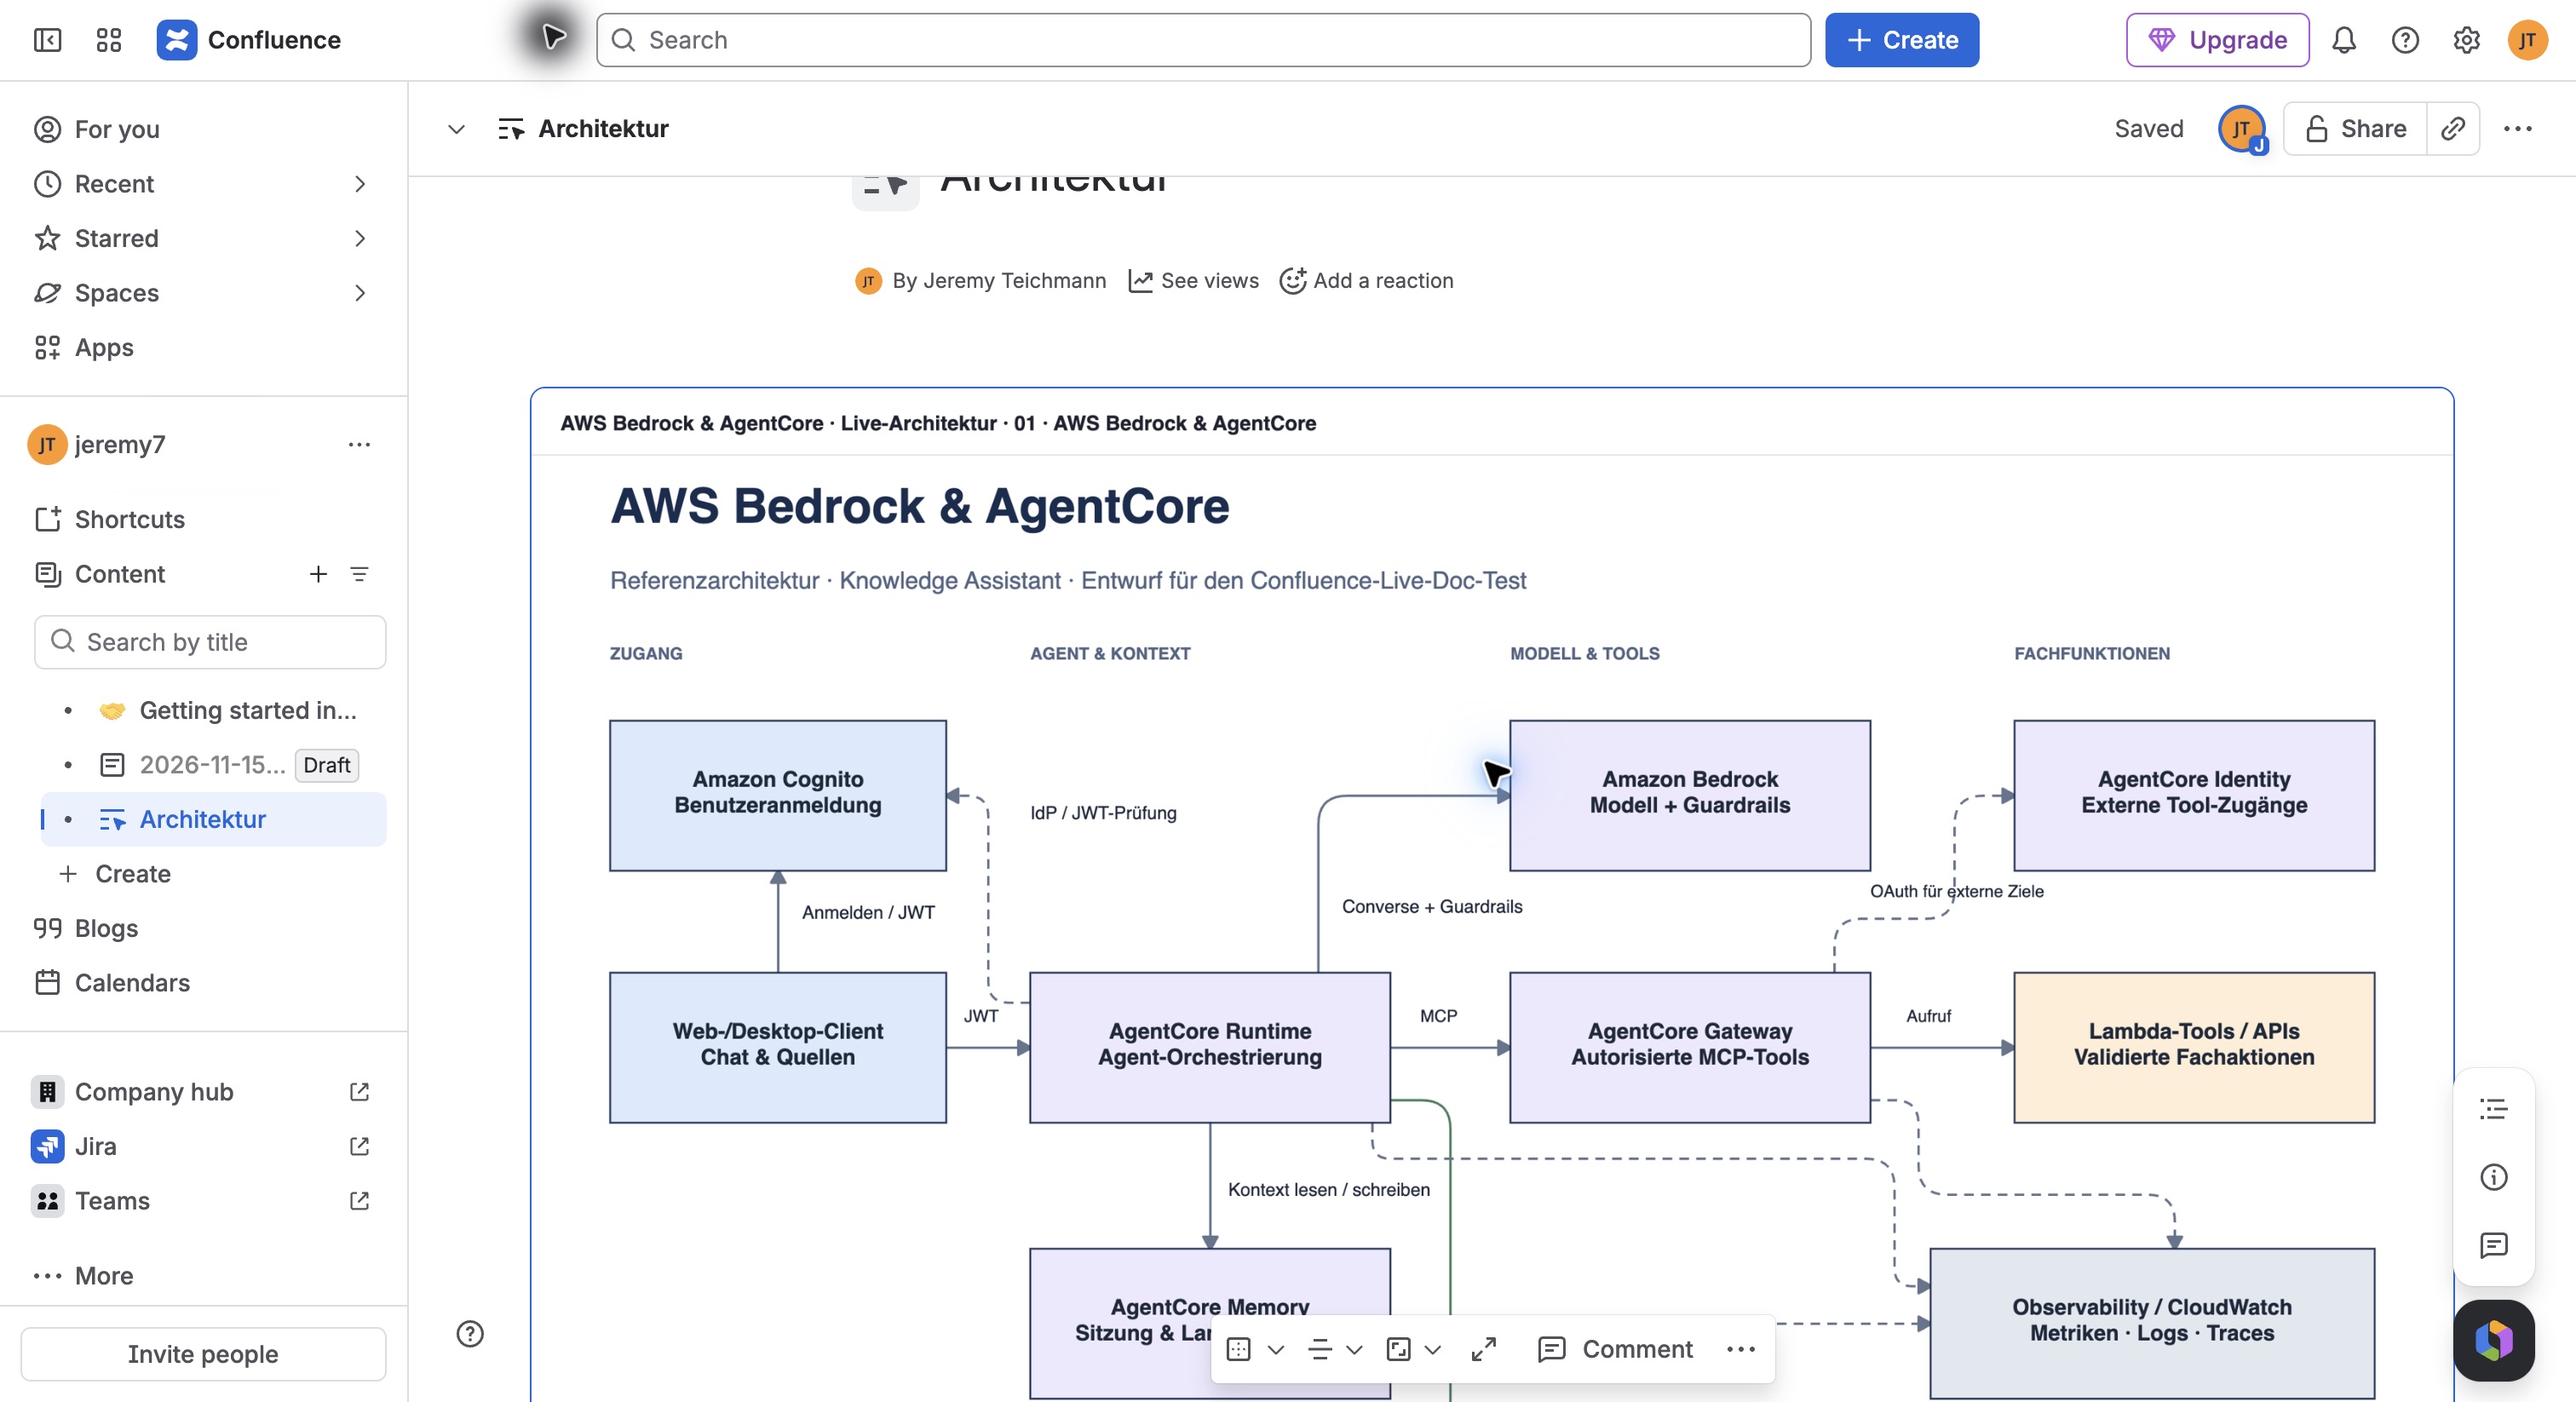 Confluence
Search
Create
Upgrade
JT
For you
Recent
Starred
Spaces
Apps
JT jeremy7
Shortcuts
Content
Search by title
Getting started in...
2026-11-15... Draft
Architektur
Create
Blogs
Calendars
Company hub
Jira
Teams
More
Invite people
Architektur
Saved
JT
J
Share
Architektur
JT By Jeremy Teichmann See views Add a reaction
AWS Bedrock & AgentCore · Live-Architektur · 01 · AWS Bedrock & AgentCore
AWS Bedrock & AgentCore
Referenzarchitektur · Knowledge Assistant · Entwurf für den Confluence-Live-Doc-Test
ZUGANG
AGENT & KONTEXT
MODELL & TOOLS
FACHFUNKTIONEN
Amazon Cognito
Benutzeranmeldung
IdP / JWT-Prüfung
Amazon Bedrock
Modell + Guardrails
AgentCore Identity
Externe Tool-Zugänge
Anmelden / JWT
Converse + Guardrails
OAuth für externe Ziele
Web-/Desktop-Client
Chat & Quellen
JWT
AgentCore Runtime
Agent-Orchestrierung
MCP
AgentCore Gateway
Autorisierte MCP-Tools
Aufruf
Lambda-Tools / APIs
Validierte Fachaktionen
Kontext lesen / schreiben
AgentCore Memory
Sitzung &
Observability / CloudWatch
Metriken · Logs · Traces
Comment